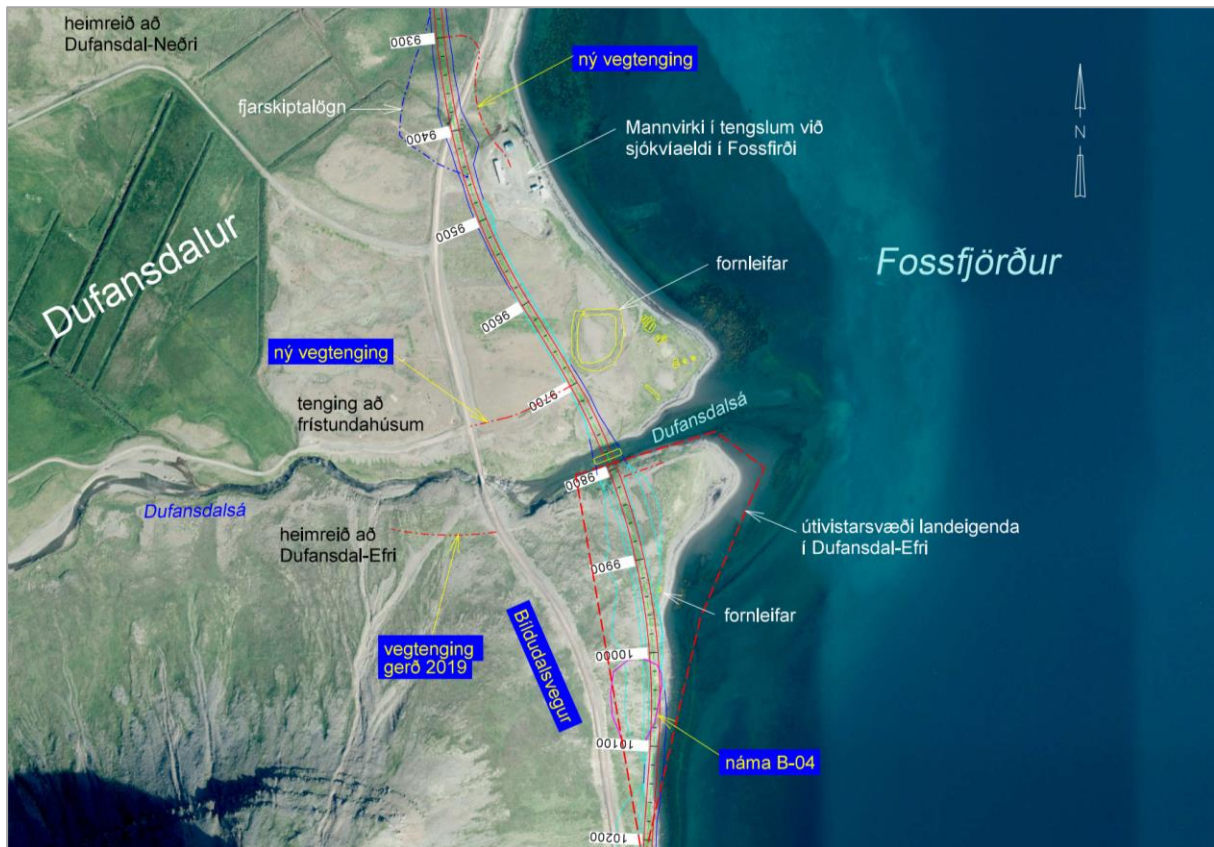 heimreið að
Dufansdal-Neðri
9300
ný vegtenging
fjarskiptalögn
9400
Mannvirki í tengslum við
sjókvíaeldi í Fossfirði
N
9500
Dufansdalur
fornleifar
Fossfjörður
9600
ný vegtenging
9700
tenging að
frístundahúsum
Dufansdalsá
9800
Dufansdalsá
heimreið að
Dufansdal-Efri
útivistarsvæði landeigenda
í Dufansdal-Efri
9900
fornleifar
vegtenging
gerð 2019
Bíldudalsvegur
10000
10100
náma B-04
10200